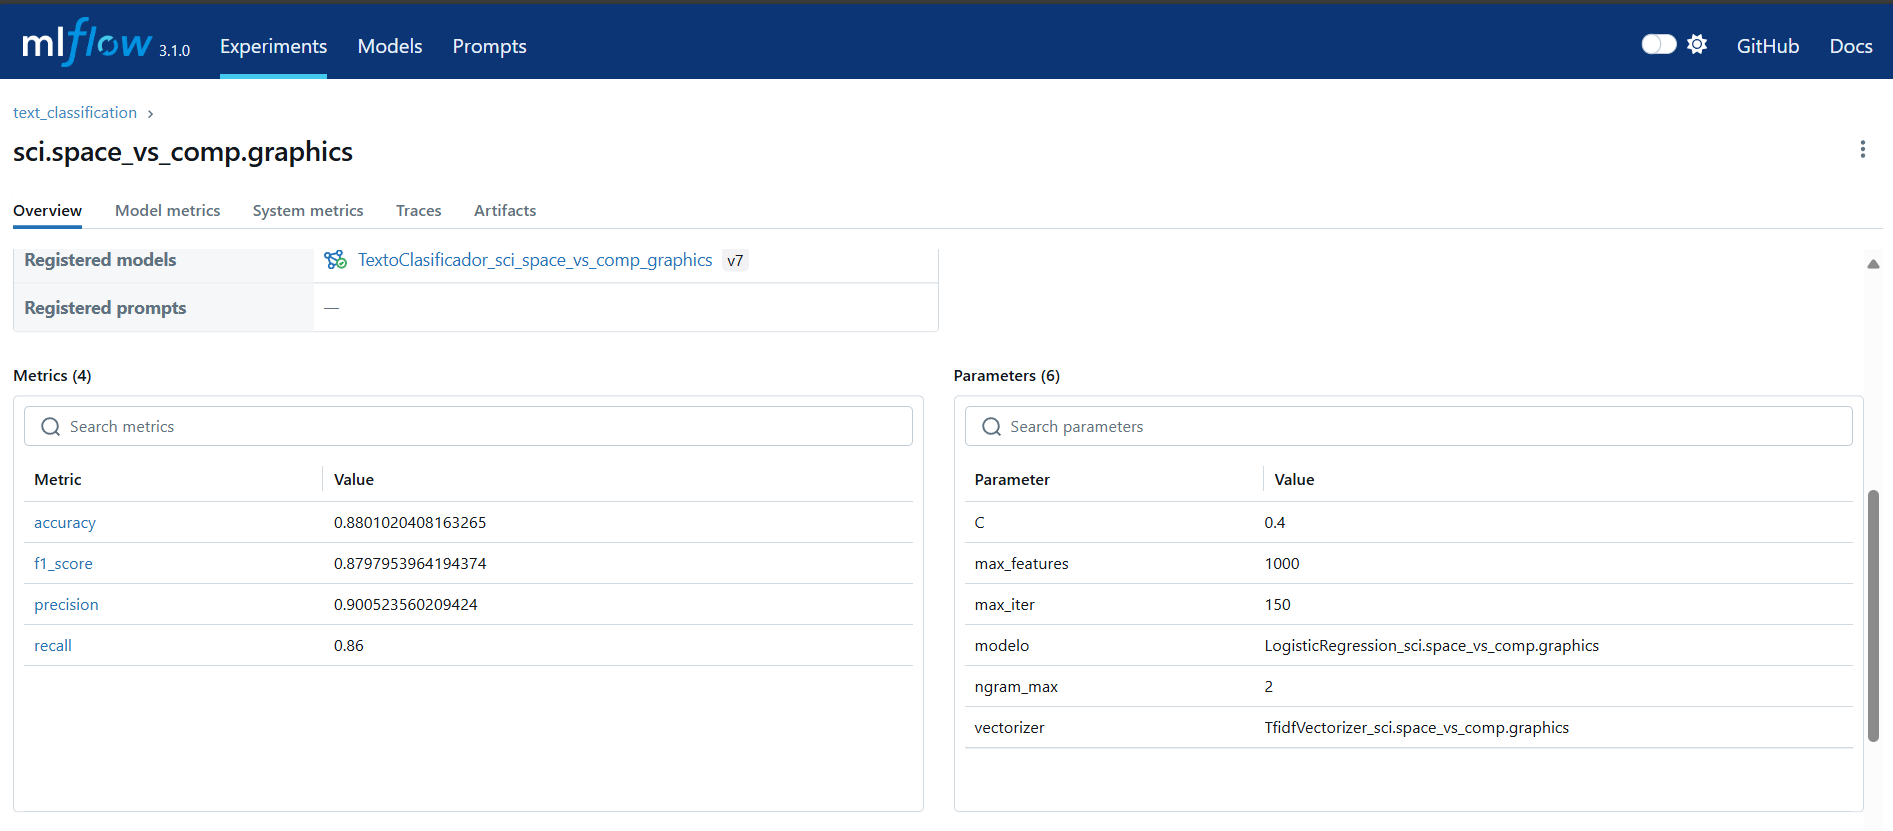 mlflow 3.1.0 Experiments Models Prompts GitHub Docs
text_classification
sci.space_vs_comp.graphics
Overview Model metrics System metrics Traces Artifacts
Registered models TextoClasificador_sci_space_vs_comp_graphics v7
Registered prompts —
Metrics (4)
Search metrics
Metric Value
accuracy 0.8801020408163265
f1_score 0.8797953964194374
precision 0.900523560209424
recall 0.86
Parameters (6)
Search parameters
Parameter Value
C 0.4
max_features 1000
max_iter 150
modelo LogisticRegression_sci.space_vs_comp.graphics
ngram_max 2
vectorizer TfidfVectorizer_sci.space_vs_comp.graphics